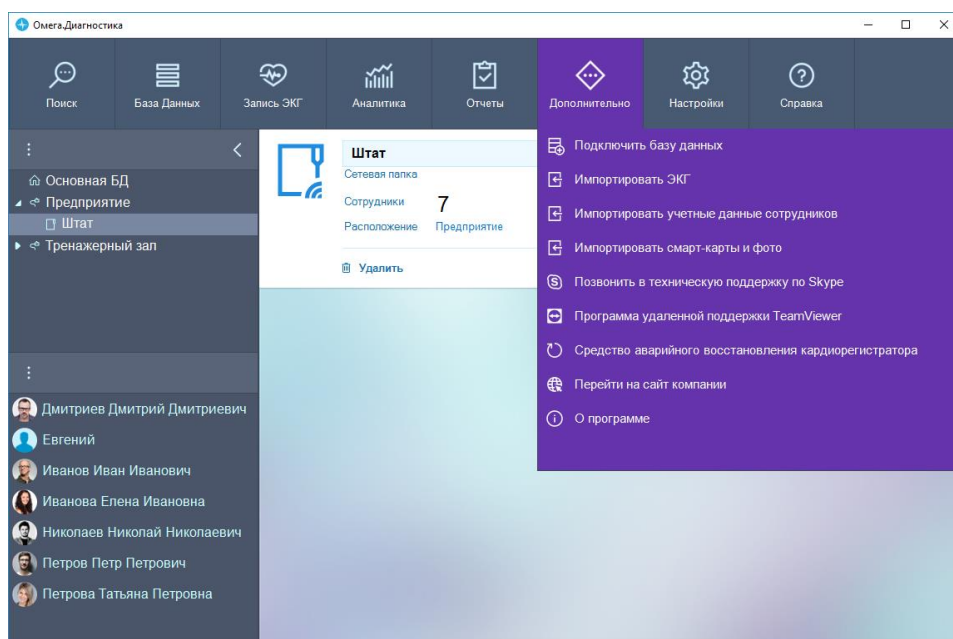 Омега.Диагностика
Поиск
База Данных
Запись ЭКГ
Аналитика
Отчеты
Дополнительно
Настройки
Справка
Основная БД
Предприятие
Штат
Тренажерный зал
Штат
Сетевая папка
Сотрудники 7
Расположение Предприятие
Удалить
Подключить базу данных
Импортировать ЭКГ
Импортировать учетные данные сотрудников
Импортировать смарт-карты и фото
Позвонить в техническую поддержку по Skype
Программа удаленной поддержки TeamViewer
Средство аварийного восстановления кардиорегистратора
Перейти на сайт компании
О программе
Дмитриев Дмитрий Дмитриевич
Евгений
Иванов Иван Иванович
Иванова Елена Ивановна
Николаев Николай Николаевич
Петров Петр Петрович
Петрова Татьяна Петровна